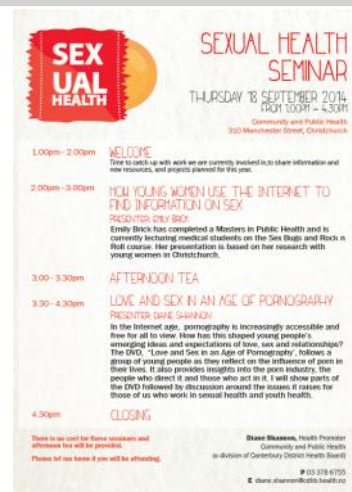 SEX
UAL
HEALTH
SEXUAL HEALTH
SEMINAR
THURSDAY 18 SEPTEMBER 2014
FROM 1.00PM - 4.30PM
Community and Public Health
310 Manchester Street, Christchurch
1.00pm - 2.00pm
WELCOME
Time to catch up with work we are currently involved in,to share information and
new resources, and projects planned for this year.
2.00pm - 3.00pm
HOW YOUNG WOMEN USE THE INTERNET TO
FIND INFORMATION ON SEX
PRESENTER: EMILY BRICK
Emily Brick has completed a Masters in Public Health and is
currently lecturing medical students on the Sex Bugs and Rock n
Roll course. Her presentation is based on her research with
young women in Christchurch.
3.00 - 3.30pm
AFTERNOON TEA
3.30 - 4.30pm
LOVE AND SEX IN AN AGE OF PORNOGRAPHY
PRESENTER: DIANE SHANNON
In the Internet age, pornography is increasingly accessible and
free for all to view. How has this shaped young people's
emerging ideas and expectations of love, sex and relationships?
The DVD, "Love and Sex in an Age of Pornography', follows a
group of young people as they reflect on the influence of porn in
their lives. It also provides insights into the porn industry, the
people who direct it and those who act in it. I will show parts of
the DVD followed by discussion around the issues it raises for
those of us who work in sexual health and youth health.
4.30pm
CLOSING
There is no cost for these seminars and
afternoon tea will be provided.
Please let me know if you will be attending.
Diane Shannon, Health Promoter
Community and Public Health
(a division of Canterbury District Health Board)
P 03 378 6755
E diane.shannon@cdhb.health.nz